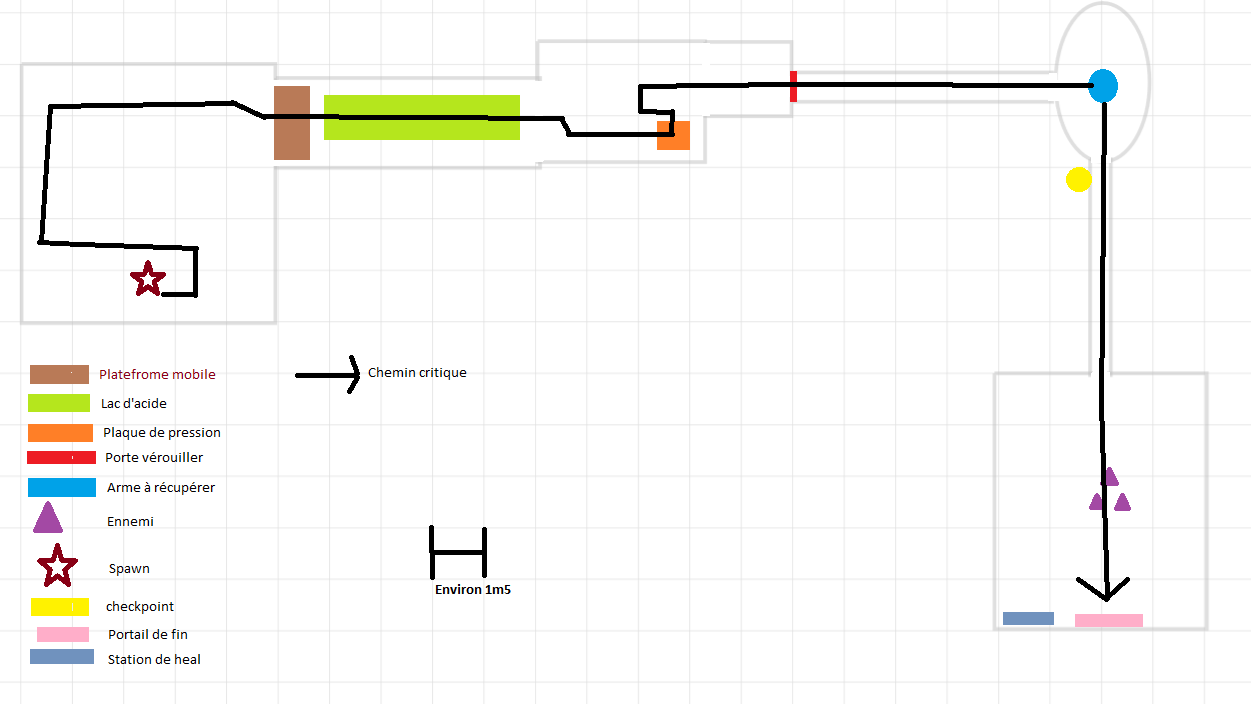 Platefrome mobile
Chemin critique
Lac d'acide
Plaque de pression
Porte vérouiller
Arme à récupérer
Ennemi
Spawn
Environ 1m5
checkpoint
Portail de fin
Station de heal